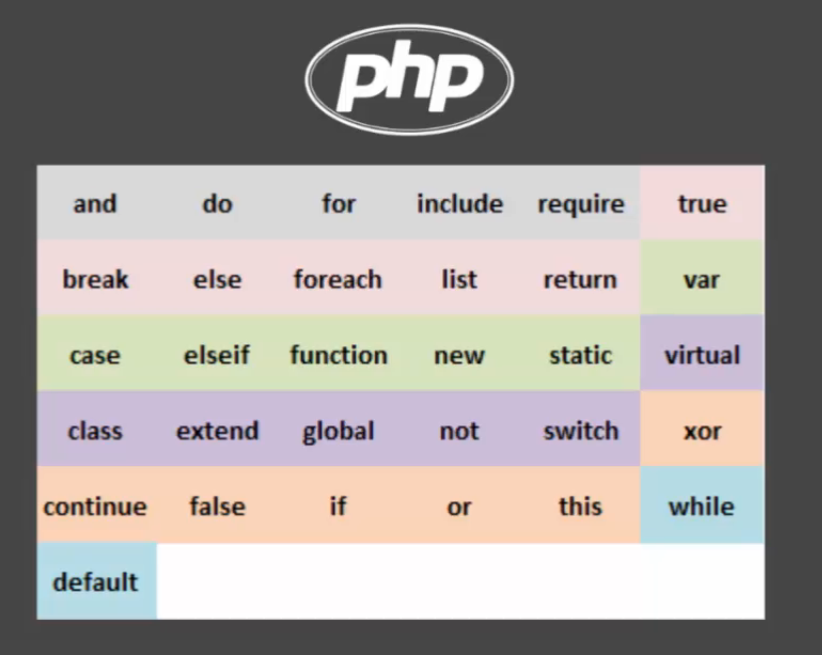 php
and do for include require true
break else foreach list return var
case elseif function new static virtual
class extend global not switch xor
continue false if or this while
default